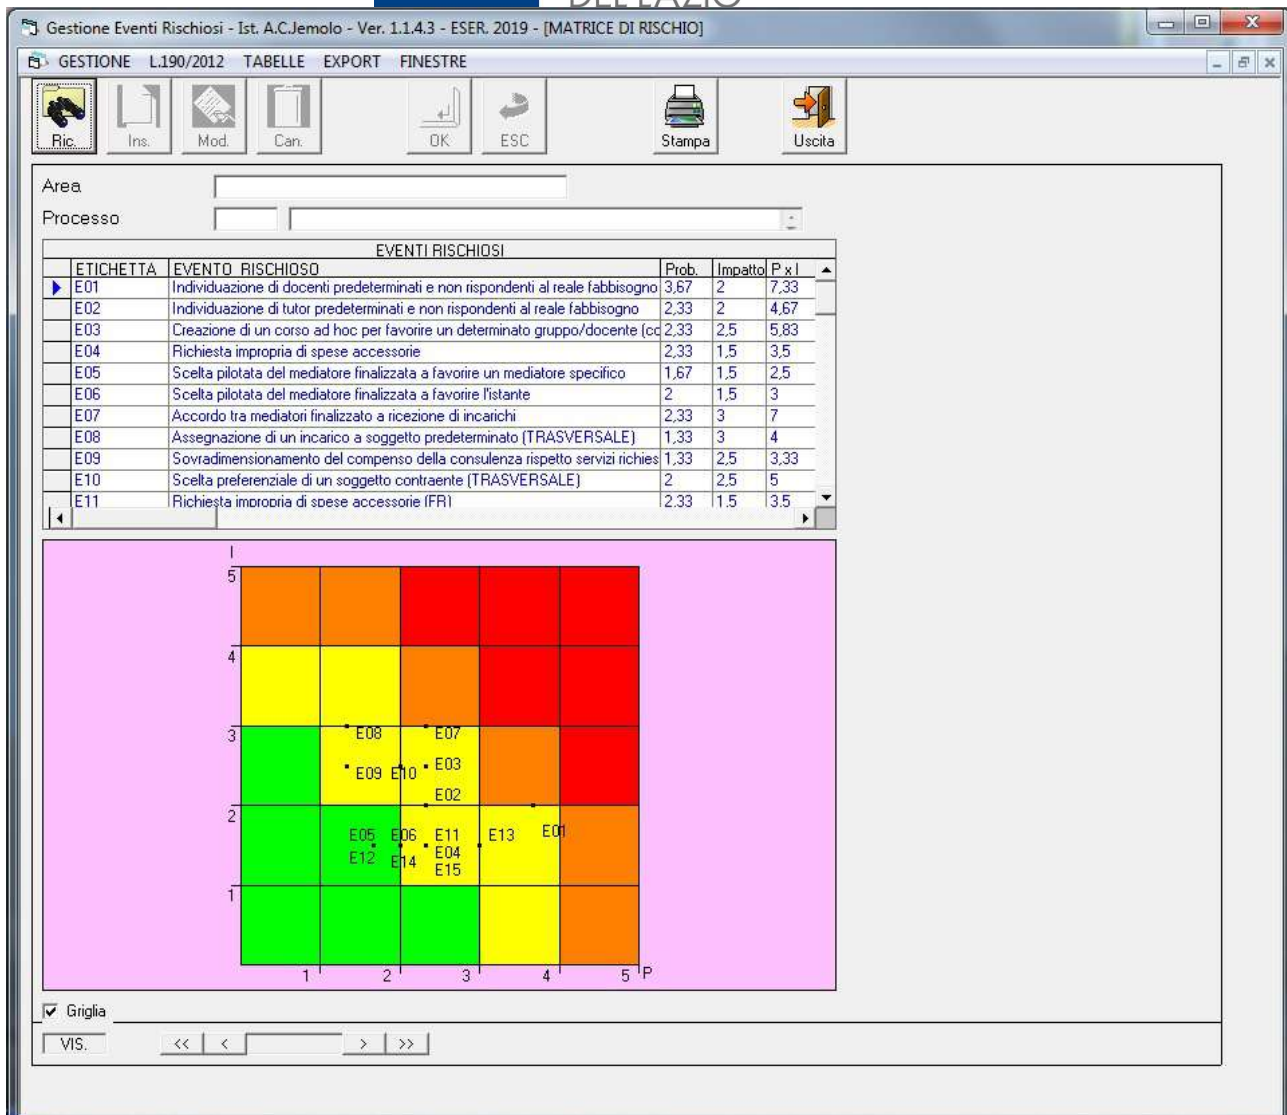 DEL LAZIO
Gestione Eventi Rischiosi - Ist. A.C.Jemolo - Ver. 1.1.4.3 - ESER. 2019 - [MATRICE DI RISCHIO]
GESTIONE L.190/2012 TABELLE EXPORT FINESTRE
Ric. Ins. Mod. Can. OK ESC Stampa Uscita
Area
Processo
EVENTI RISCHIOSI
ETICHETTA EVENTO RISCHIOSO Prob. Impatto P x I
E01 Individuazione di docenti predeterminati e non rispondenti al reale fabbisogno 3,67 2 7,33
E02 Individuazione di tutor predeterminati e non rispondenti al reale fabbisogno 2,33 2 4,67
E03 Creazione di un corso ad hoc per favorire un determinato gruppo/docente (cc 2,33 2,5 5,83
E04 Richiesta impropria di spese accessorie 2,33 1,5 3,5
E05 Scelta pilotata del mediatore finalizzata a favorire un mediatore specifico 1,67 1,5 2,5
E06 Scelta pilotata del mediatore finalizzata a favorire l'istante 2 1,5 3
E07 Accordo tra mediatori finalizzato a ricezione di incarichi 2,33 3 7
E08 Assegnazione di un incarico a soggetto predeterminato (TRASVERSALE) 1,33 3 4
E09 Sovradimensionamento del compenso della consulenza rispetto servizi richies 1,33 2,5 3,33
E10 Scelta preferenziale di un soggetto contraente (TRASVERSALE) 2 2,5 5
E11 Richiesta impropria di spese accessorie (FR) 2,33 1,5 3,5
I
5
4
3 E08 E07
E09 E10 E03
E02
2
E05 E06 E11 E13 E01
E12 E14 E04
E15
1
1 2 3 4 5 P
Griglia
VIS. << < > >>